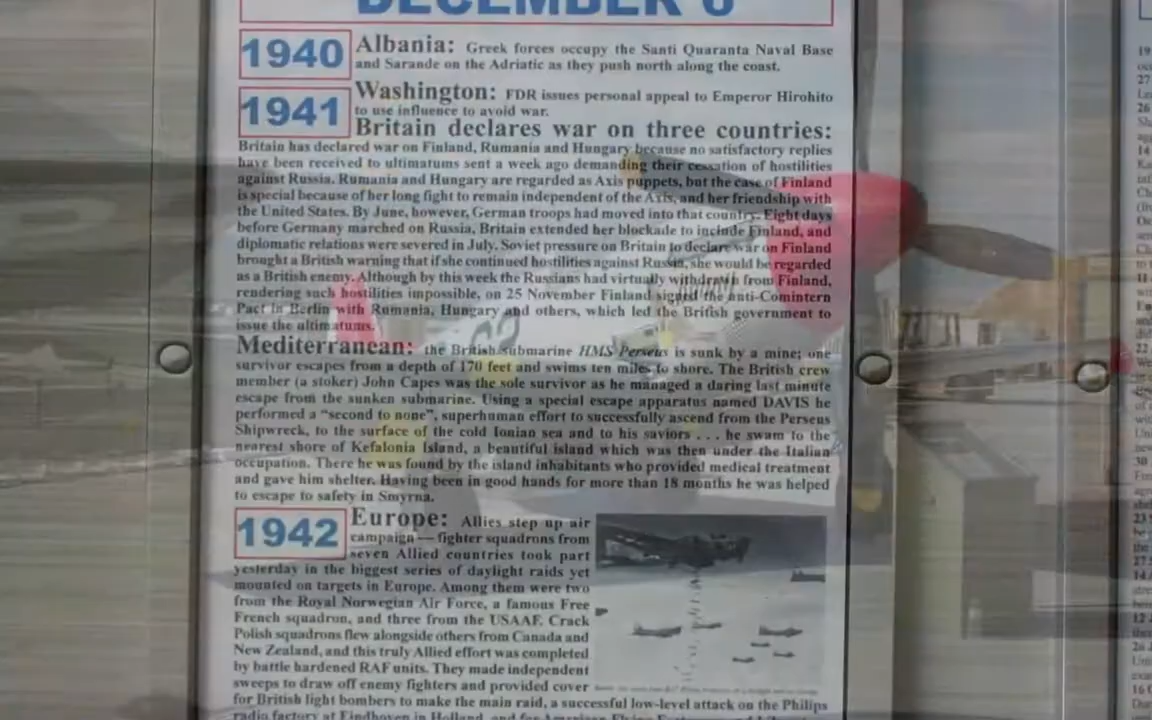 DECEMBER 6
1940
Albania: Greek forces occupy the Santi Quaranta Naval Base
and Sarande on the Adriatic as they push north along the coast.
1941
Washington: FDR issues personal appeal to Emperor Hirohito
to use influence to avoid war.
Britain declares war on three countries:
Britain has declared war on Finland, Rumania and Hungary because no satisfactory replies
have been received to ultimatums sent a week ago demanding their cessation of hostilities
against Russia. Rumania and Hungary are regarded as Axis puppets, but the case of Finland
is special because of her long fight to remain independent of the Axis, and her friendship with
the United States. By June, however, German troops had moved into that country. Eight days
before Germany marched on Russia, Britain extended her blockade to include Finland, and
diplomatic relations were severed in July. Soviet pressure on Britain to declare war on Finland
brought a British warning that if she continued hostilities against Russia, she would be regarded
as a British enemy. Although by this week the Russians had virtually withdrawn from Finland,
rendering such hostilities impossible, on 25 November Finland signed the anti-Comintern
Pact in Berlin with Rumania, Hungary and others, which led the British government to
issue the ultimatums.
Mediterranean: the British submarine HMS Perseus is sunk by a mine; one
survivor escapes from a depth of 170 feet and swims ten miles to shore. The British crew
member (a stoker) John Capes was the sole survivor as he managed a daring last minute
escape from the sunken submarine. Using a special escape apparatus named DAVIS he
performed a "second to none", superhuman effort to successfully ascend from the Perseus
Shipwreck, to the surface of the cold Ionian sea and to his saviors . . . he swam to the
nearest shore of Kefalonia Island, a beautiful island which was then under the Italian
occupation. There he was found by the island inhabitants who provided medical treatment
and gave him shelter. Having been in good hands for more than 18 months he was helped
to escape to safety in Smyrna.
1942
Europe: Allies step up air
campaign — fighter squadrons from
seven Allied countries took part
yesterday in the biggest series of daylight raids yet
mounted on targets in Europe. Among them were two
from the Royal Norwegian Air Force, a famous Free
French squadron, and three from the USAAF. Crack
Polish squadrons flew alongside others from Canada and
New Zealand, and this truly Allied effort was completed
by battle hardened RAF units. They made independent
sweeps to draw off enemy fighters and provided cover
for British light bombers to make the main raid, a successful low-level attack on the Philips
radio factory at Eindhoven in Holland, and for American Flying